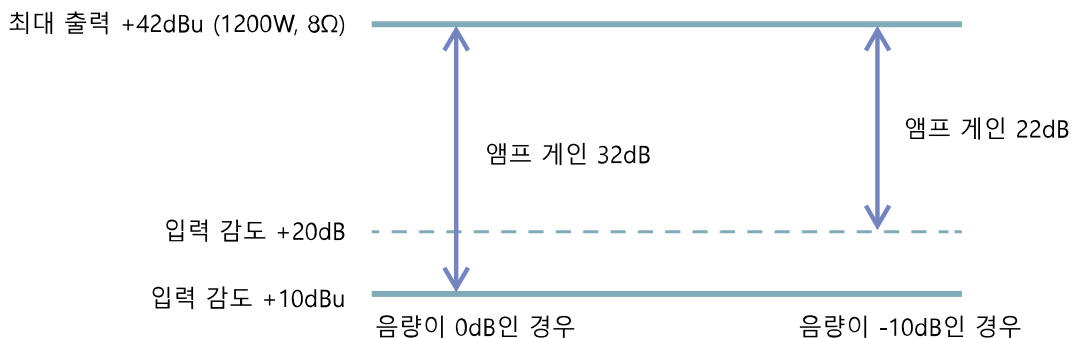 최대 출력 +42dBu (1200W, 8Ω)
앰프 게인 22dB
앰프 게인 32dB
입력 감도 +20dB
입력 감도 +10dBu
음량이 0dB인 경우
음량이 -10dB인 경우